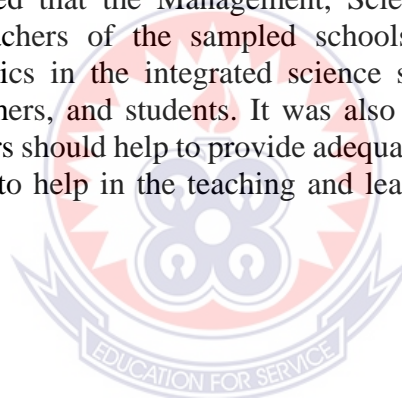 ed that the Management, Scie
chers of the sampled schools
ics in the integrated science s
ners, and students. It was also
rs should help to provide adequa
to help in the teaching and lea
EDUCATION FOR SERVICE